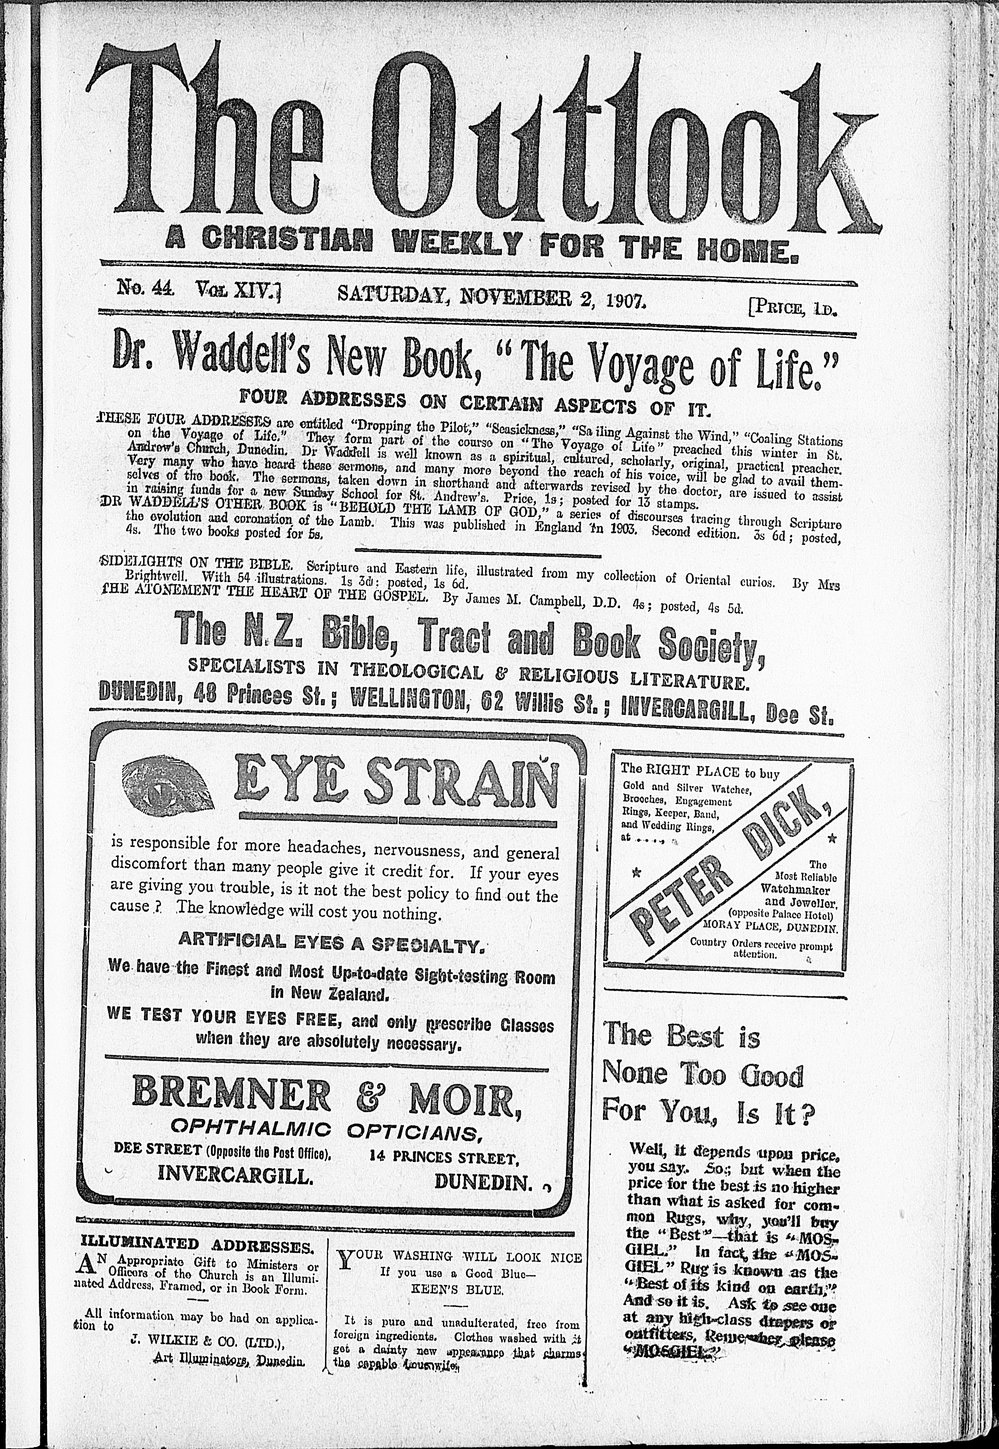 The Outlook
A CHRISTIAN WEEKLY FOR THE HOME.
No. 44. Vol XIV.]
SATURDAY, NOVEMBER 2, 1907.
[PRICE, 1D.
Dr. Waddell's New Book, "The Voyage of Life."
FOUR ADDRESSES ON CERTAIN ASPECTS OF IT.
THESE FOUR ADDRESSES are entitled "Dropping the Pilot," "Seasickness," "Sailing Against the Wind," "Coaling Stations
on the Voyage of Life." They form part of the course on "The Voyage of Life" preached this winter in St.
Andrew's Church, Dunedin. Dr Waddell is well known as a spiritual, cultured, scholarly, original, practical preacher.
Very many who have heard these sermons, and many more beyond the reach of his voice, will be glad to avail them-
selves of the book. The sermons, taken down in shorthand and afterwards revised by the doctor, are issued to assist
in raising funds for a new Sunday School for St. Andrew's. Price, 1s; posted for 13 stamps.
DR WADDELL'S OTHER BOOK is "BEHOLD THE LAMB OF GOD," a series of discourses tracing through Scripture
the evolution and coronation of the Lamb. This was published in England in 1903. Second edition. 3s 6d; posted,
4s. The two books posted for 5s.
SIDELIGHTS ON THE BIBLE. Scripture and Eastern life, illustrated from my collection of Oriental curios. By Mrs
Brightwell. With 54 illustrations. 1s 3d; posted, 1s 6d.
THE ATONEMENT THE HEART OF THE GOSPEL. By James M. Campbell, D.D. 4s; posted, 4s 5d.
The N.Z. Bible, Tract and Book Society,
SPECIALISTS IN THEOLOGICAL & RELIGIOUS LITERATURE.
DUNEDIN, 48 Princes St.; WELLINGTON, 62 Willis St.; INVERCARGILL, Dee St.
EYE STRAIN
is responsible for more headaches, nervousness, and general
discomfort than many people give it credit for. If your eyes
are giving you trouble, is it not the best policy to find out the
cause? The knowledge will cost you nothing.
ARTIFICIAL EYES A SPECIALTY.
We have the Finest and Most Up-to-date Sight-testing Room
in New Zealand.
WE TEST YOUR EYES FREE, and only prescribe Glasses
when they are absolutely necessary.
BREMNER & MOIR,
OPHTHALMIC OPTICIANS,
DEE STREET (Opposite the Post Office),
INVERCARGILL.
14 PRINCES STREET,
DUNEDIN.
The RIGHT PLACE to buy
Gold and Silver Watches,
Brooches, Engagement
Rings, Keeper, Band,
and Wedding Rings,
at . . . . ,
PETER DICK,
The
Most Reliable
Watchmaker
and Jeweller,
(opposite Palace Hotel)
MORAY PLACE, DUNEDIN.
Country Orders receive prompt
attention.
The Best is
None Too Good
For You, Is It?
Well, it depends upon price,
you say. So; but when the
price for the best is no higher
than what is asked for com-
mon Rugs, why, you'll buy
the "Best"—that is "MOS-
GIEL." In fact, the "MOS-
GIEL" Rug is known as the
"Best of its kind on earth,"
And so it is. Ask to see one
at any high-class drapers or
outfitters, Remember please
"MOSGIEL"
ILLUMINATED ADDRESSES.
AN Appropriate Gift to Ministers or
Officers of the Church is an Illumi-
nated Address, Framed, or in Book Form.
All information may be had on applica-
tion to
J. WILKIE & CO. (LTD.),
Art Illuminators, Dunedin.
YOUR WASHING WILL LOOK NICE
If you use a Good Blue—
KEEN'S BLUE.
It is pure and unadulterated, free from
foreign ingredients. Clothes washed with it
get a dainty new appearance that charms
the capable housewife.